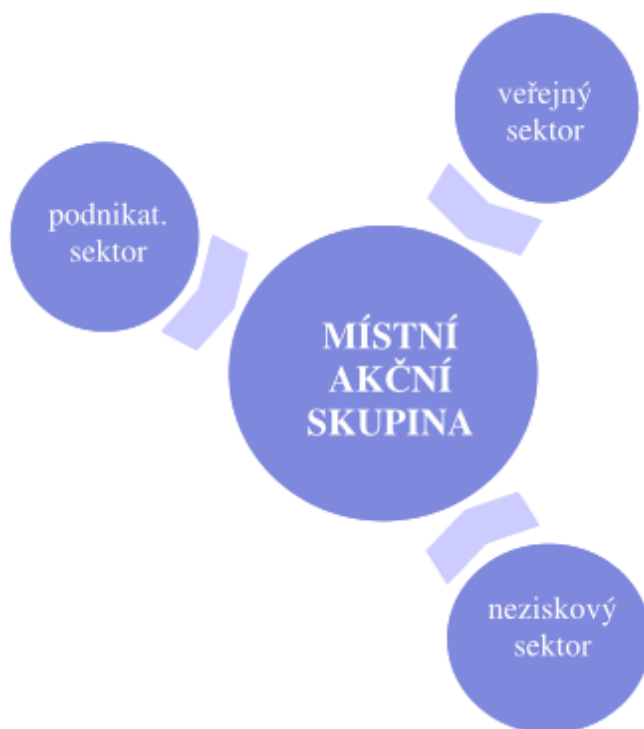 veřejný
sektor
podnikat.
sektor
MÍSTNÍ
AKČNÍ
SKUPINA
neziskový
sektor